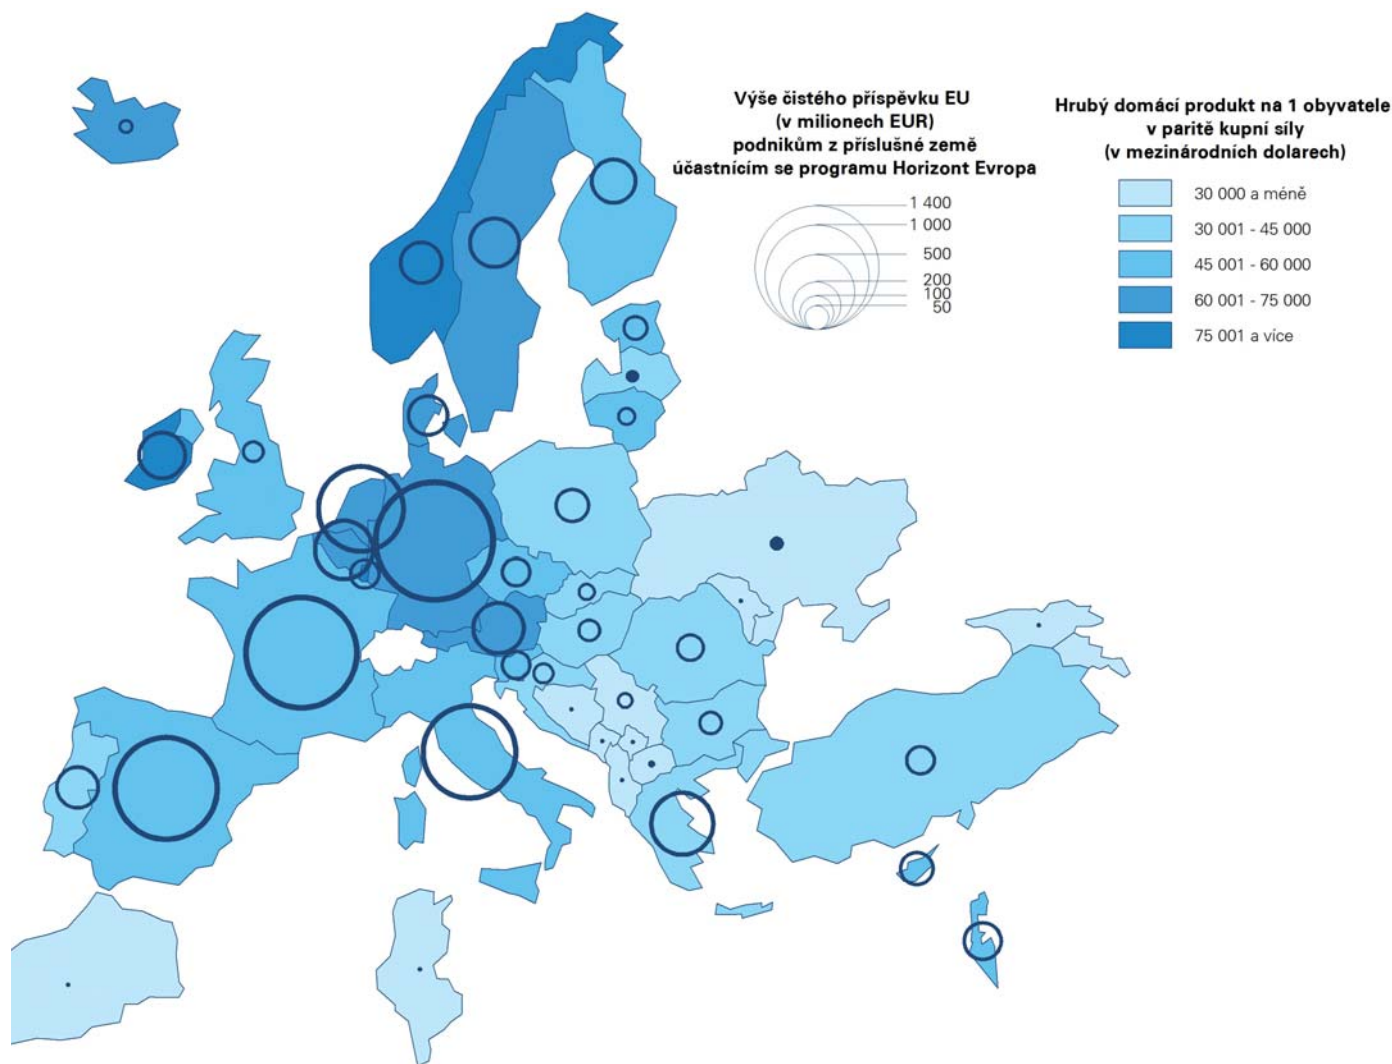 Výše čistého příspěvku EU
(v milionech EUR)
podnikům z příslušné země
účastnícím se programu Horizont Evropa
1 400
1 000
500
200
100
50
Hrubý domácí produkt na 1 obyvatele
v paritě kupní síly
(v mezinárodních dolarech)
30 000 a méně
30 001 - 45 000
45 001 - 60 000
60 001 - 75 000
75 001 a více